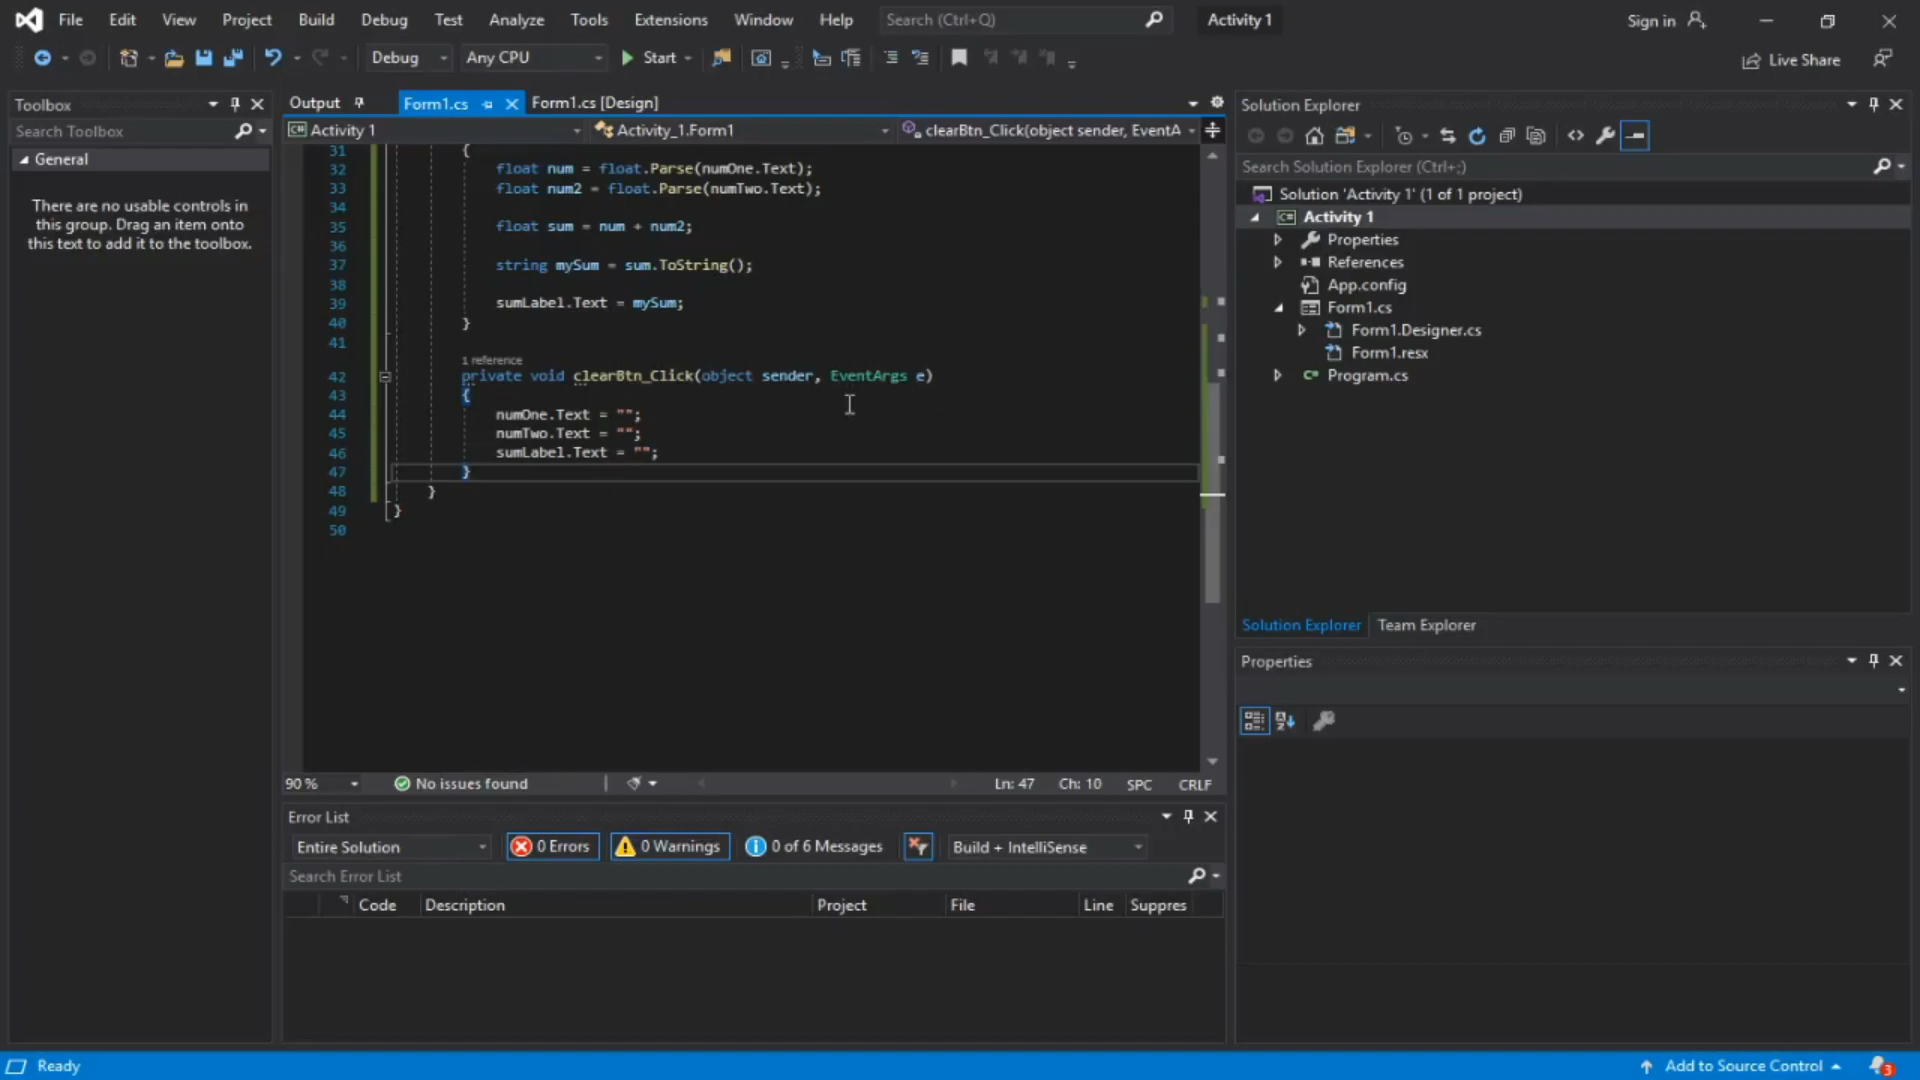 File Edit View Project Build Debug Test Analyze Tools Extensions Window Help Search (Ctrl+Q) Activity 1 Sign in
Debug Any CPU Start Live Share
Toolbox
Search Toolbox
General
There are no usable controls in
this group. Drag an item onto
this text to add it to the toolbox.
Output Form1.cs Form1.cs [Design]
C# Activity 1 Activity_1.Form1 clearBtn_Click(object sender, EventA
31 {
32 float num = float.Parse(numOne.Text);
33 float num2 = float.Parse(numTwo.Text);
34
35 float sum = num + num2;
36
37 string mySum = sum.ToString();
38
39 sumLabel.Text = mySum;
40 }
41
1 reference
42 private void clearBtn_Click(object sender, EventArgs e)
43 {
44 numOne.Text = "";
45 numTwo.Text = "";
46 sumLabel.Text = "";
47 }
48 }
49 }
50
90 % No issues found Ln: 47 Ch: 10 SPC CRLF
Error List
Entire Solution 0 Errors 0 Warnings 0 of 6 Messages Build + IntelliSense
Search Error List
Code Description Project File Line Suppres
Solution Explorer
Search Solution Explorer (Ctrl+;)
Solution 'Activity 1' (1 of 1 project)
C# Activity 1
Properties
References
App.config
Form1.cs
Form1.Designer.cs
Form1.resx
C# Program.cs
Solution Explorer Team Explorer
Properties
Ready Add to Source Control 3